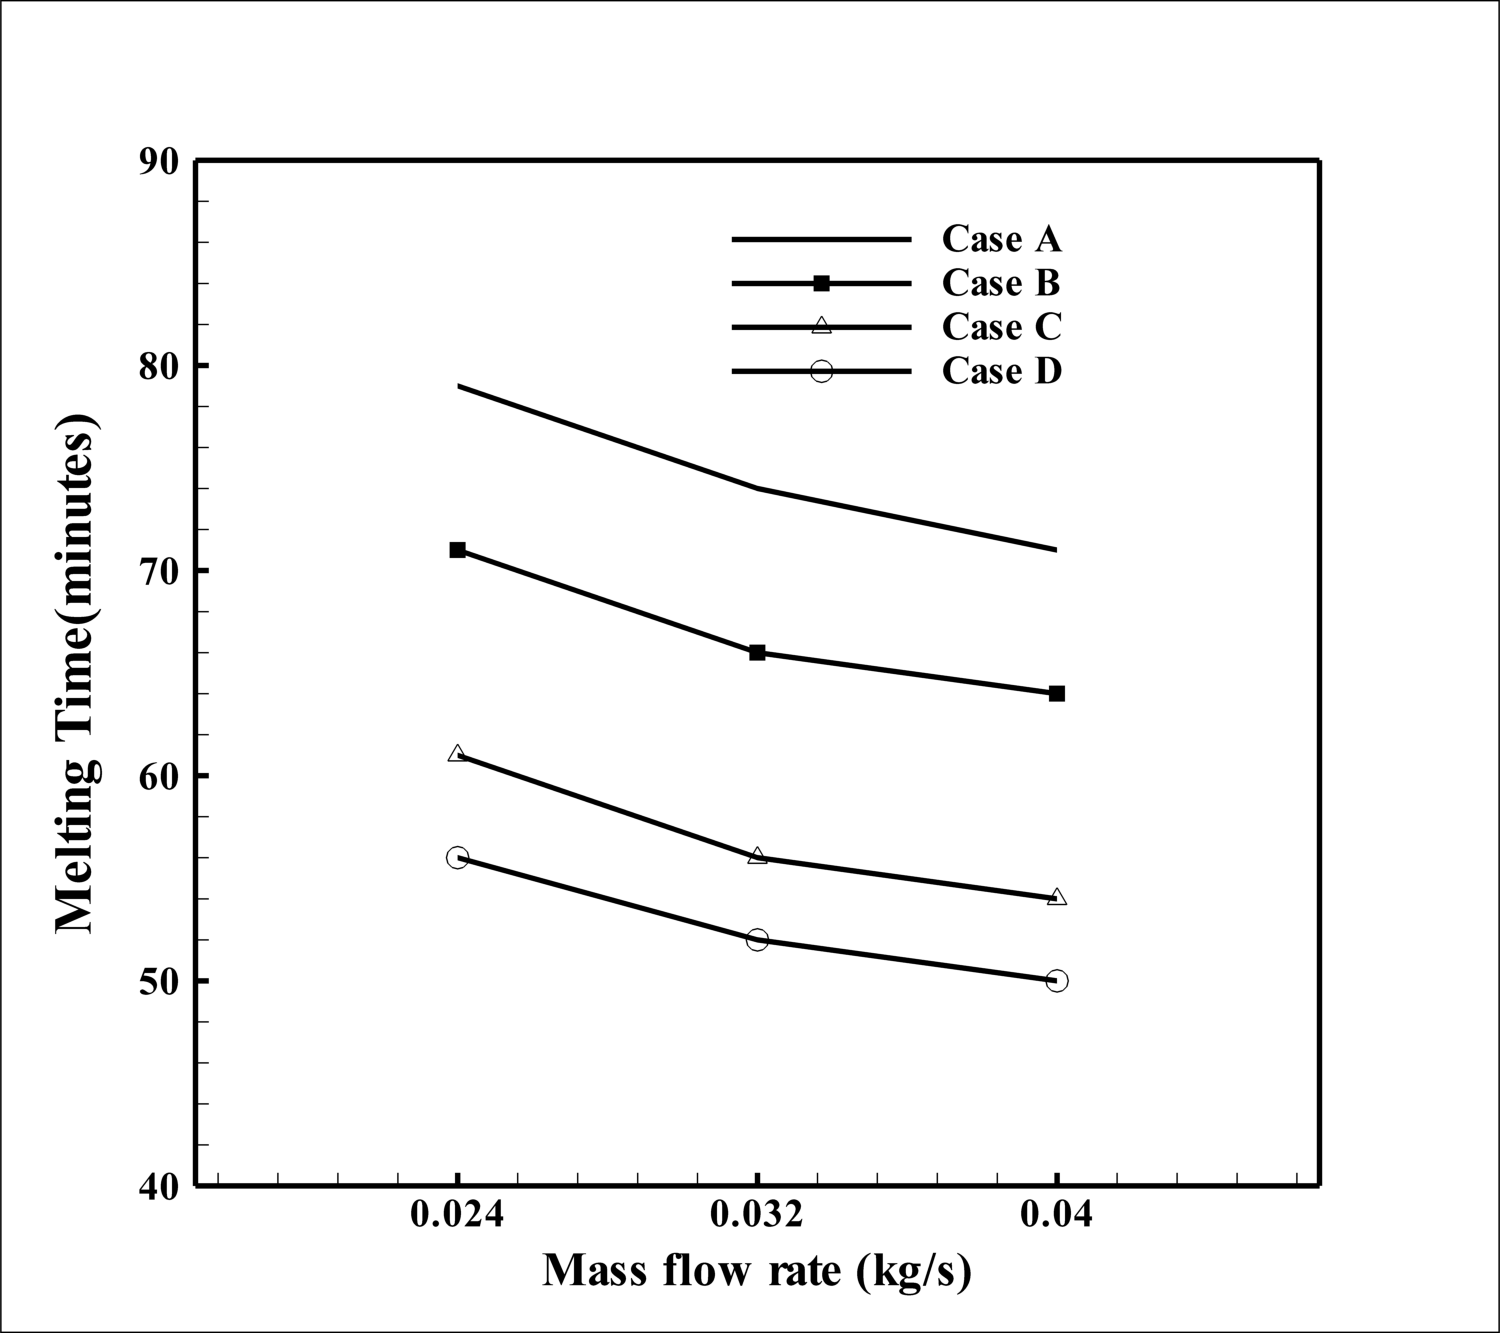 90
80
70
60
50
40
Melting Time(minutes)
Case A
Case B
Case C
Case D
0.024 0.032 0.04
Mass flow rate (kg/s)